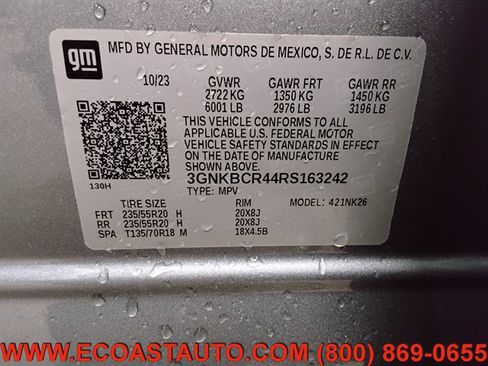 gm
MFD BY GENERAL MOTORS DE MEXICO, S. DE R.L. DE C.V.
10/23 GVWR GAWR FRT GAWR RR
2722 KG 1350 KG 1450 KG
6001 LB 2976 LB 3196 LB
THIS VEHICLE CONFORMS TO ALL
APPLICABLE U.S. FEDERAL MOTOR
VEHICLE SAFETY STANDARDS IN EFFECT
ON THE DATE OF MANUFACTURE
SHOWN ABOVE.
3GNKBCR44RS163242
130H TYPE: MPV
TIRE SIZE RIM MODEL: 421NK26
FRT 235/55R20 H 20X8J
RR 235/55R20 H 20X8J
SPA T135/70R18 M 18X4.5B
WWW.ECOASTAUTO.COM (800) 869-0655